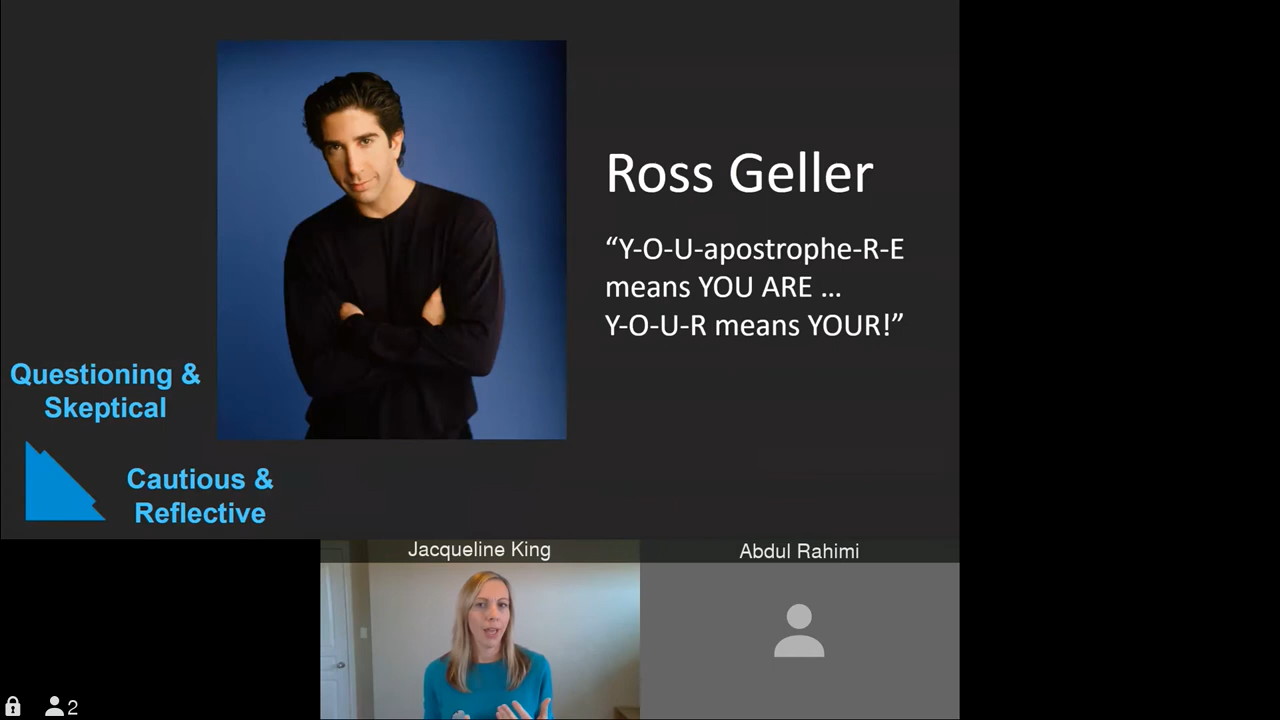 Ross Geller
“Y-O-U-apostrophe-R-E
means YOU ARE ...
Y-O-U-R means YOUR!”
Questioning &
Skeptical
Cautious &
Reflective
Jacqueline King
Abdul Rahimi
2